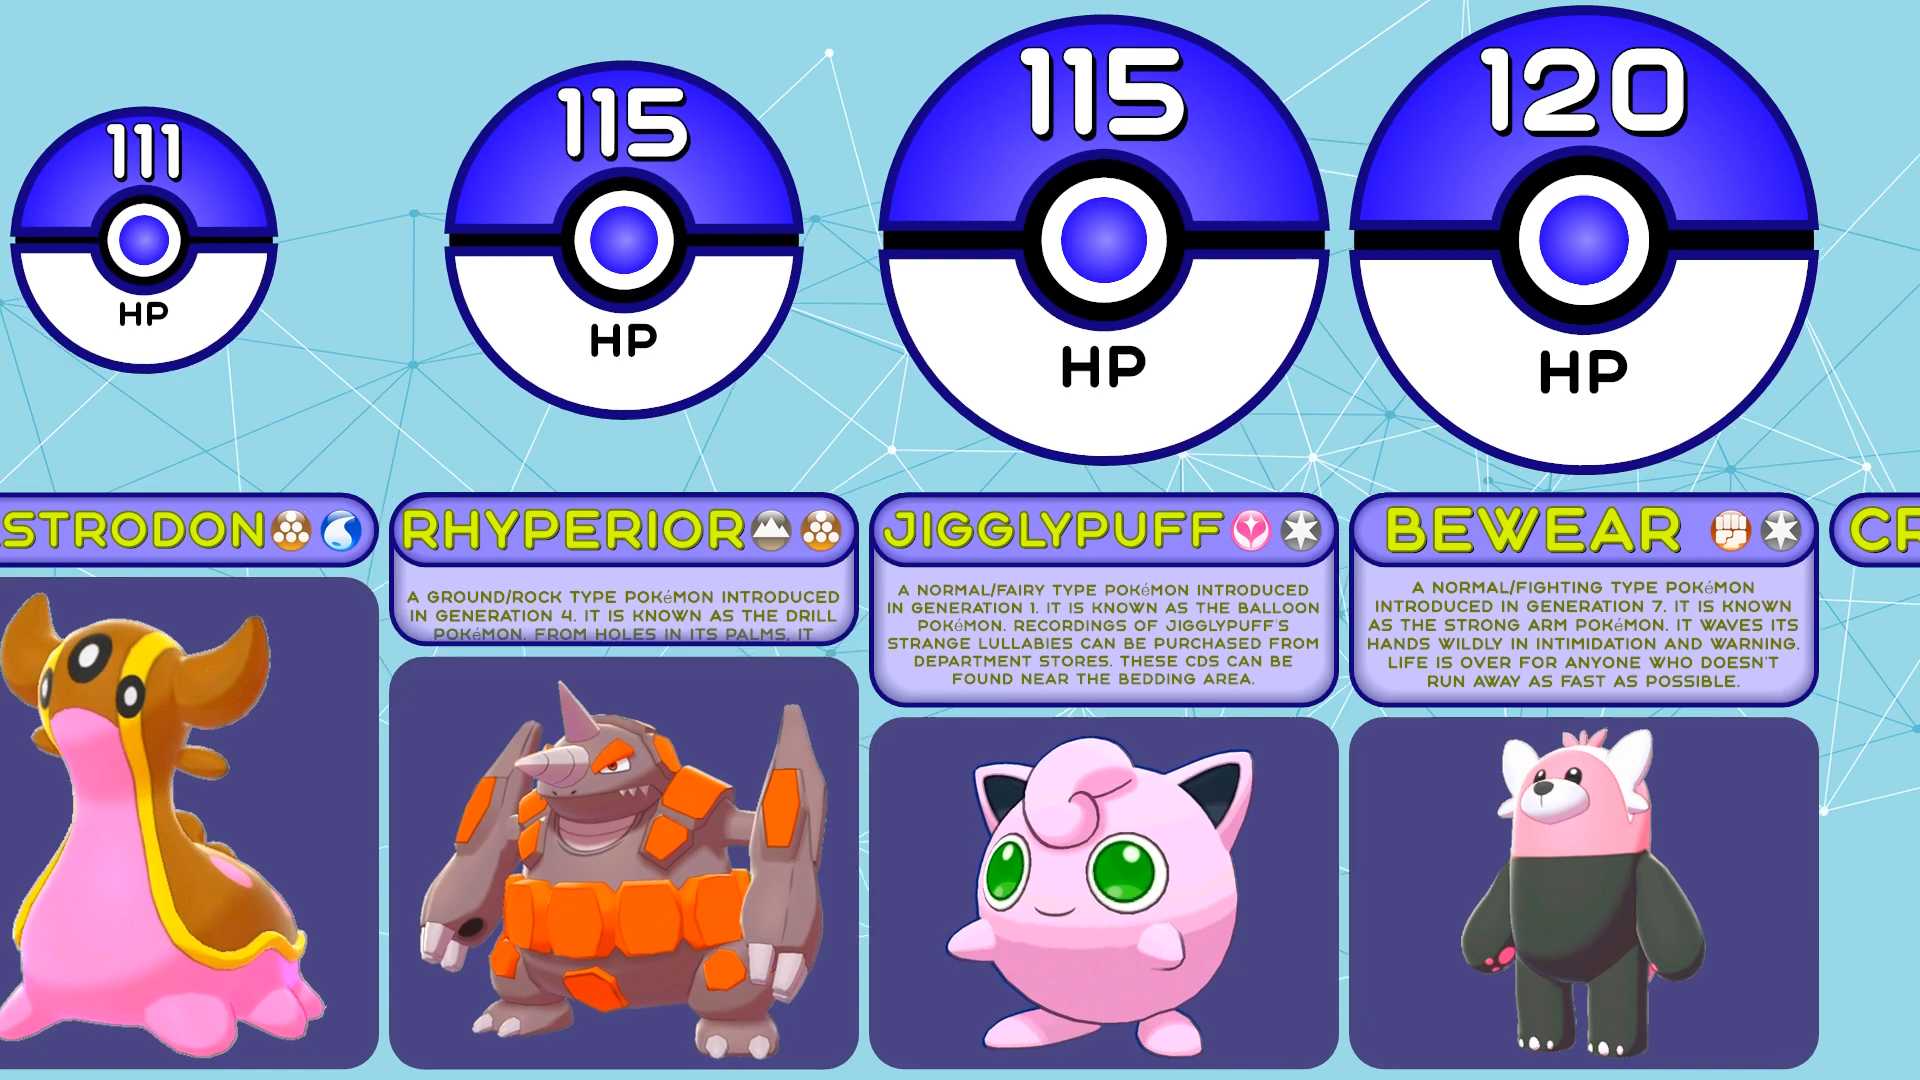 111
HP
115
HP
115
HP
120
HP
STRODON
RHYPERIOR
A GROUND/ROCK TYPE POKéMON INTRODUCED
IN GENERATION 4. IT IS KNOWN AS THE DRILL
POKéMON. FROM HOLES IN ITS PALMS, IT
JIGGLYPUFF
A NORMAL/FAIRY TYPE POKéMON INTRODUCED
IN GENERATION 1. IT IS KNOWN AS THE BALLOON
POKéMON. RECORDINGS OF JIGGLYPUFF'S
STRANGE LULLABIES CAN BE PURCHASED FROM
DEPARTMENT STORES. THESE CDS CAN BE
FOUND NEAR THE BEDDING AREA.
BEWEAR
A NORMAL/FIGHTING TYPE POKéMON
INTRODUCED IN GENERATION 7. IT IS KNOWN
AS THE STRONG ARM POKéMON. IT WAVES ITS
HANDS WILDLY IN INTIMIDATION AND WARNING.
LIFE IS OVER FOR ANYONE WHO DOESN'T
RUN AWAY AS FAST AS POSSIBLE.
CR